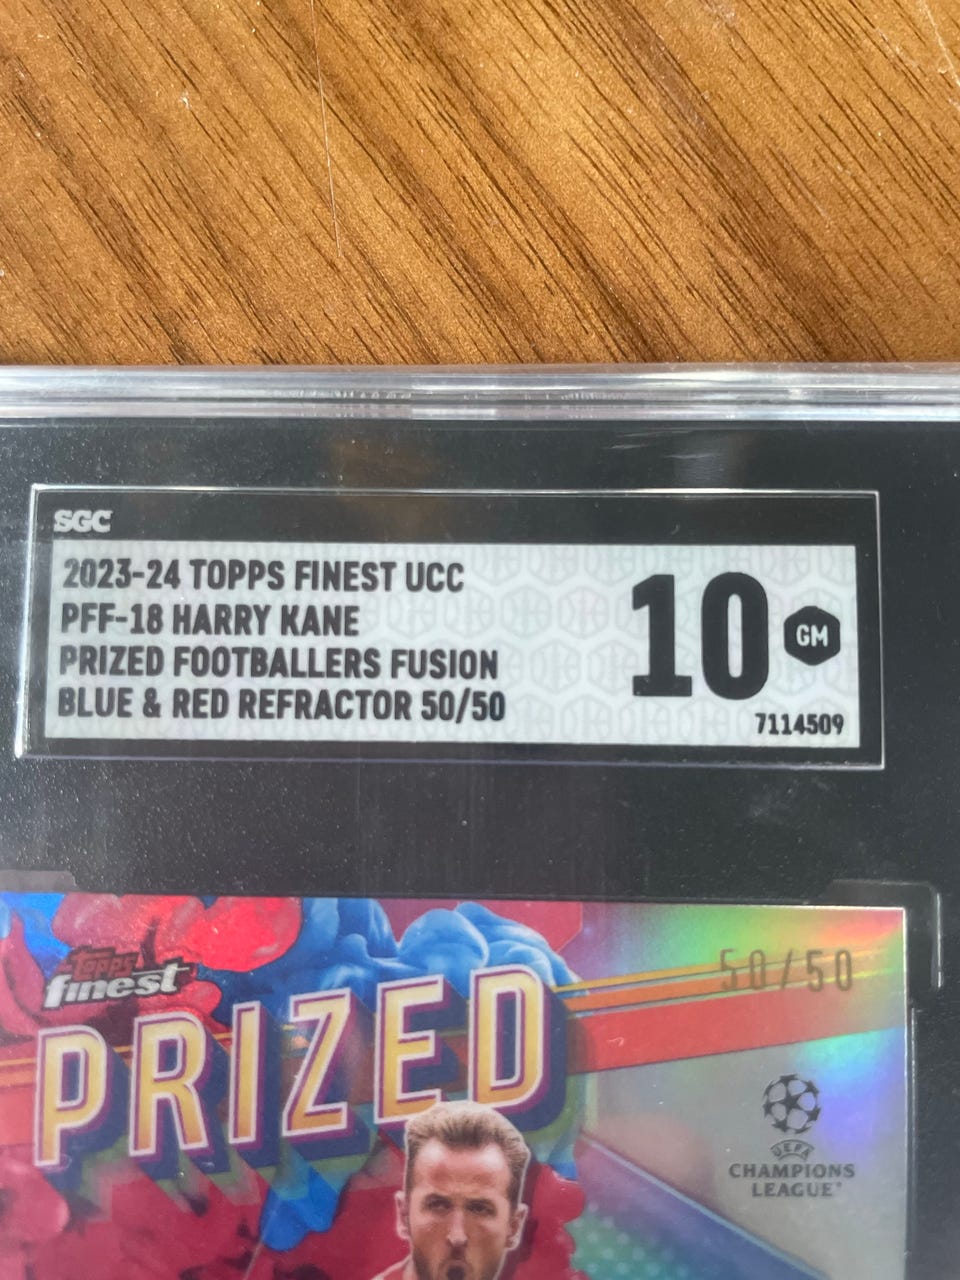 SGC
2023-24 TOPPS FINEST UCC
PFF-18 HARRY KANE
PRIZED FOOTBALLERS FUSION
BLUE & RED REFRACTOR 50/50
10 GM
7114509
50/50
Topps
finest
PRIZED
UEFA
CHAMPIONS
LEAGUE